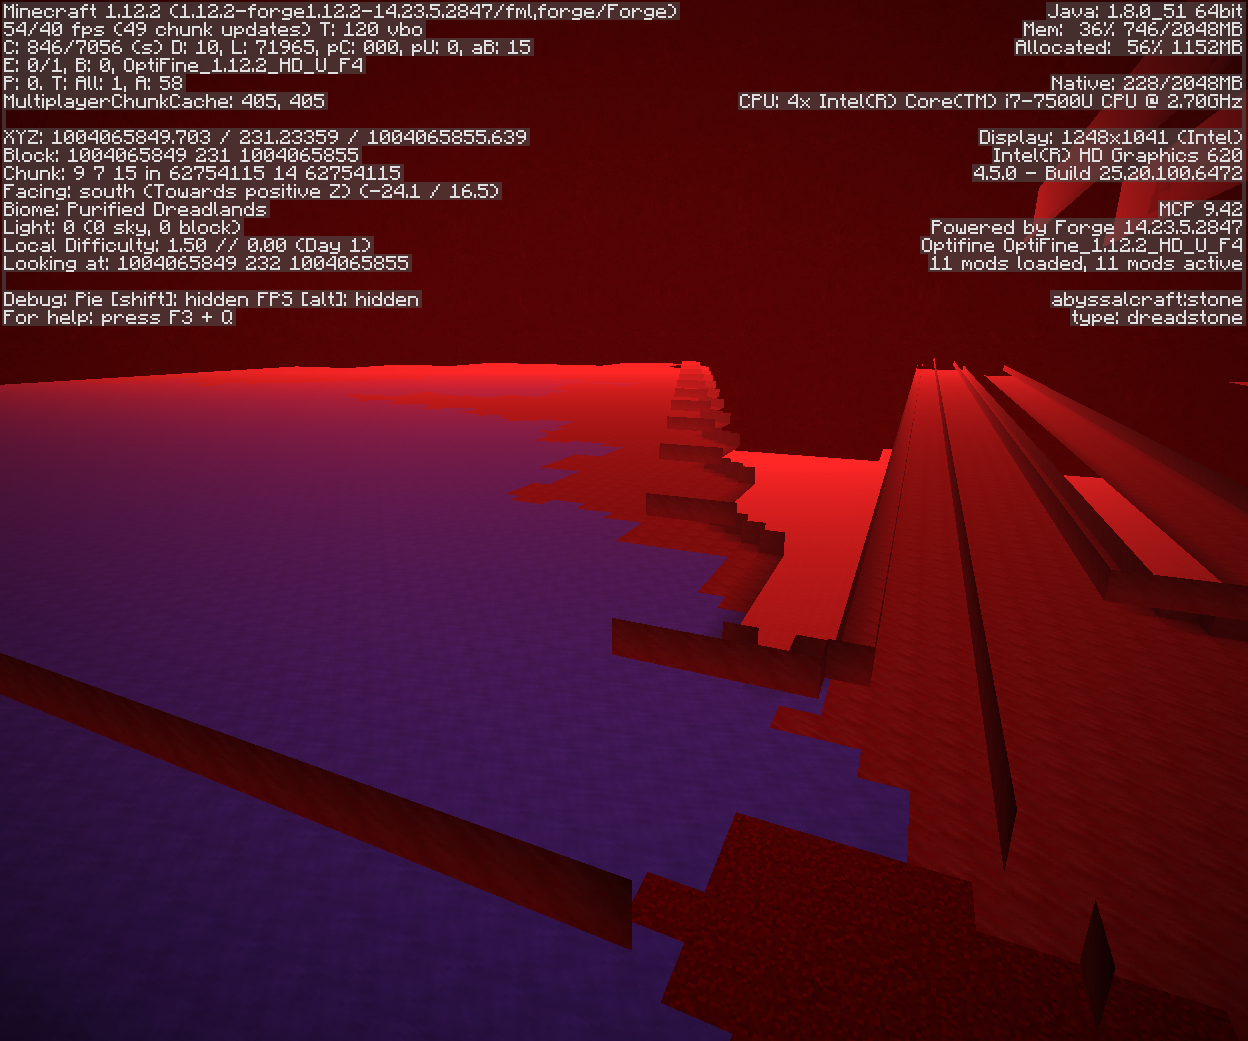 Minecraft 1.12.2 (1.12.2-forge1.12.2-14.23.5.2847/fml,forge/Forge)
54/40 fps (49 chunk updates) T: 120 vbo
C: 846/7056 (s) D: 10, L: 71965, pC: 000, pU: 0, aB: 15
E: 0/1, B: 0, OptiFine_1.12.2_HD_U_F4
P: 0, T: All: 1, A: 58
MultiplayerChunkCache: 405, 405
XYZ: 1004065849.703 / 231.23359 / 1004065855.639
Block: 1004065849 231 1004065855
Chunk: 9 7 15 in 62754115 14 62754115
Facing: south (Towards positive Z) (-24.1 / 16.5)
Biome: Purified Dreadlands
Light: 0 (0 sky, 0 block)
Local Difficulty: 1.50 // 0.00 (Day 1)
Looking at: 1004065849 232 1004065855
Debug: Pie [shift]: hidden FPS [alt]: hidden
For help: press F3 + Q
Java: 1.8.0_51 64bit
Mem: 36% 746/2048MB
Allocated: 56% 1152MB
Native: 228/2048MB
CPU: 4x Intel(R) Core(TM) i7-7500U CPU @ 2.70GHz
Display: 1248x1041 (Intel)
Intel(R) HD Graphics 620
4.5.0 - Build 25.20.100.6472
MCP 9.42
Powered by Forge 14.23.5.2847
Optifine OptiFine_1.12.2_HD_U_F4
11 mods loaded, 11 mods active
abyssalcraft:stone
type: dreadstone